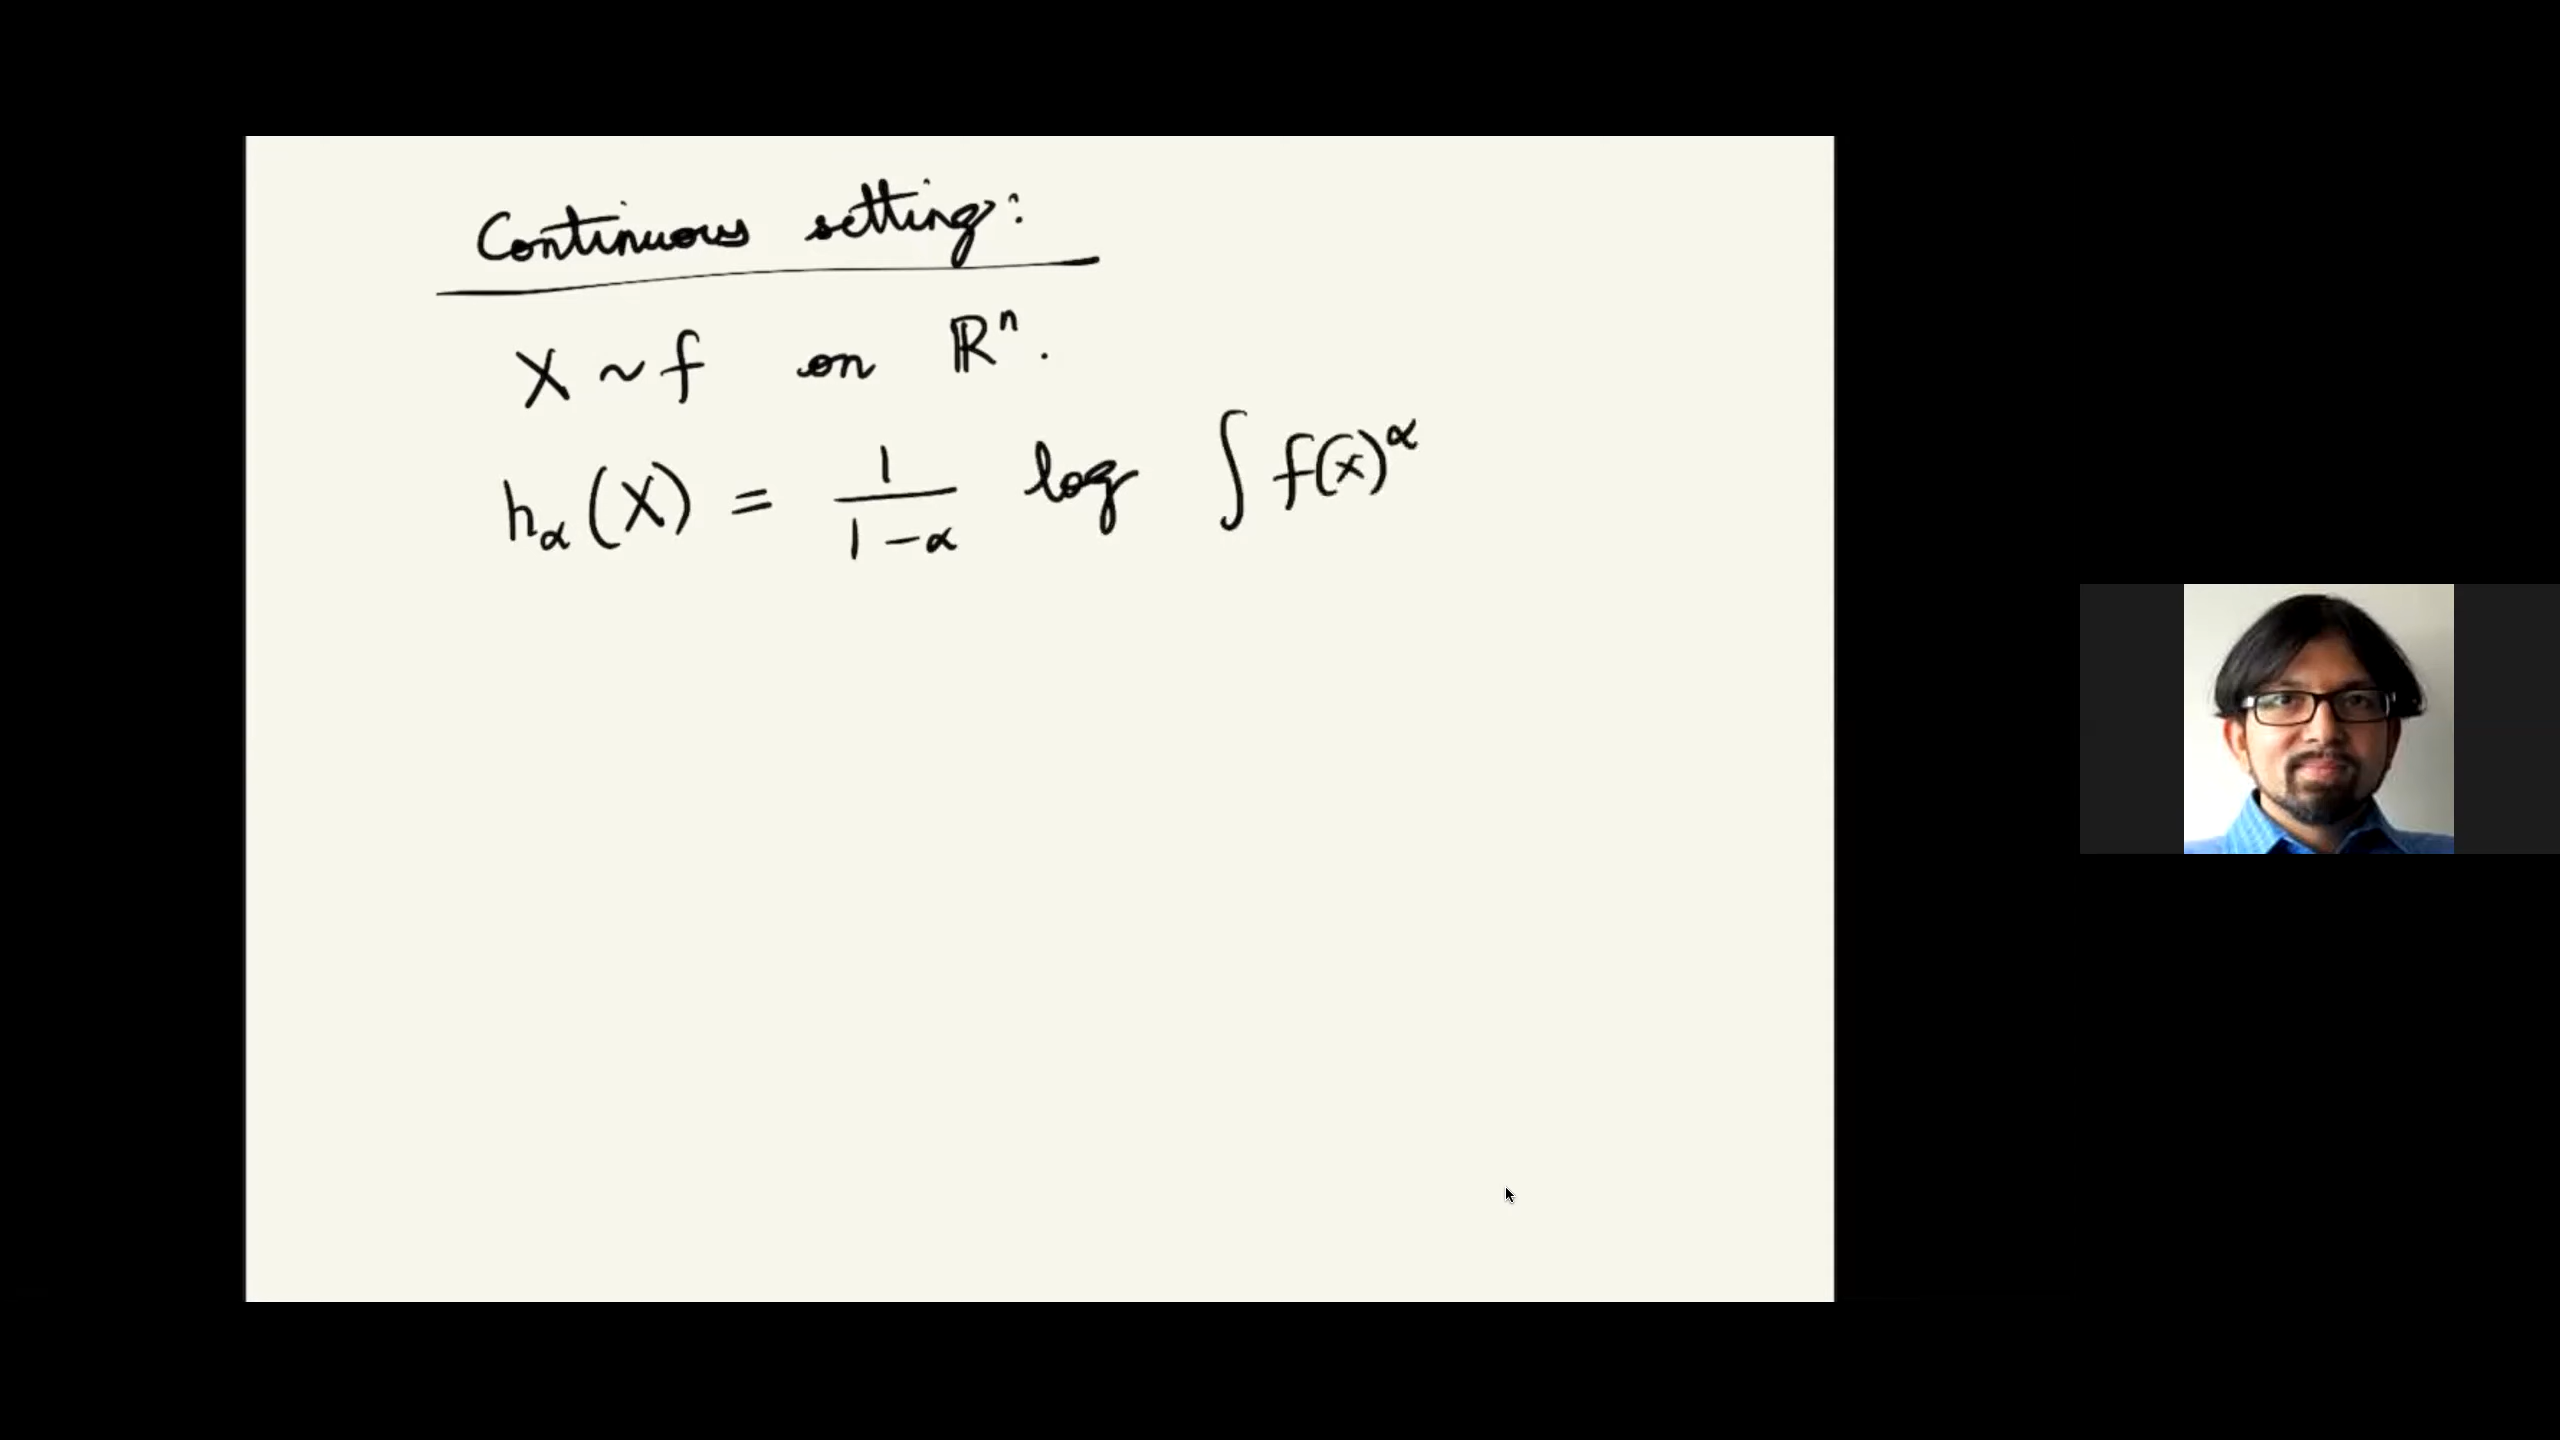 Continuous setting:
X ~ f on ℝⁿ.
h_α(X) = 1/(1-α) log ∫ f(x)^α